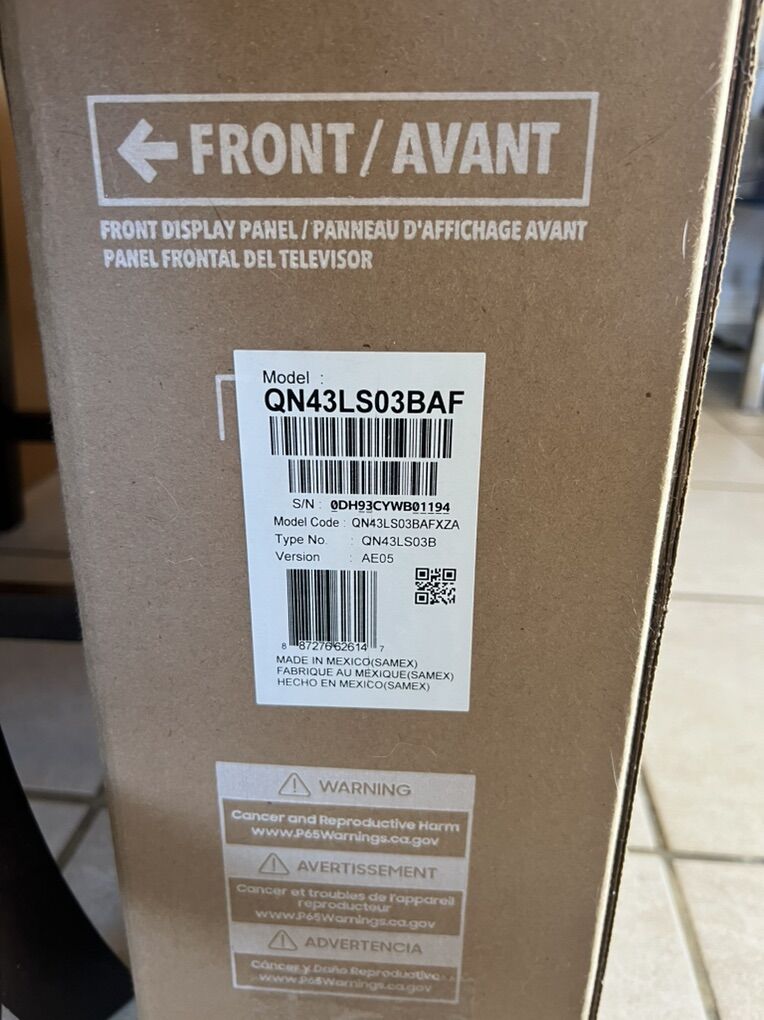 ← FRONT / AVANT
FRONT DISPLAY PANEL / PANNEAU D'AFFICHAGE AVANT
PANEL FRONTAL DEL TELEVISOR
Model :
QN43LS03BAF
S/N : 0DH93CYWB01194
Model Code : QN43LS03BAFXZA
Type No. : QN43LS03B
Version : AE05
8 87276 62614 7
MADE IN MEXICO(SAMEX)
FABRIQUE AU MEXIQUE(SAMEX)
HECHO EN MEXICO(SAMEX)
WARNING
Cancer and Reproductive Harm
www.P65Warnings.ca.gov
AVERTISSEMENT
Cancer et troubles de l'appareil
reproducteur
www.P65Warnings.ca.gov
ADVERTENCIA
Cáncer y Daño Reproductivo
www.P65Warnings.ca.gov